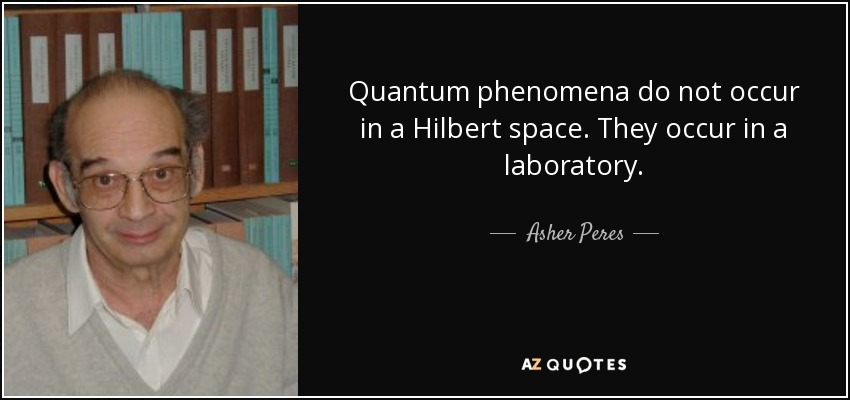 Quantum phenomena do not occur
in a Hilbert space. They occur in a
laboratory.
Asher Peres
AZ QUOTES